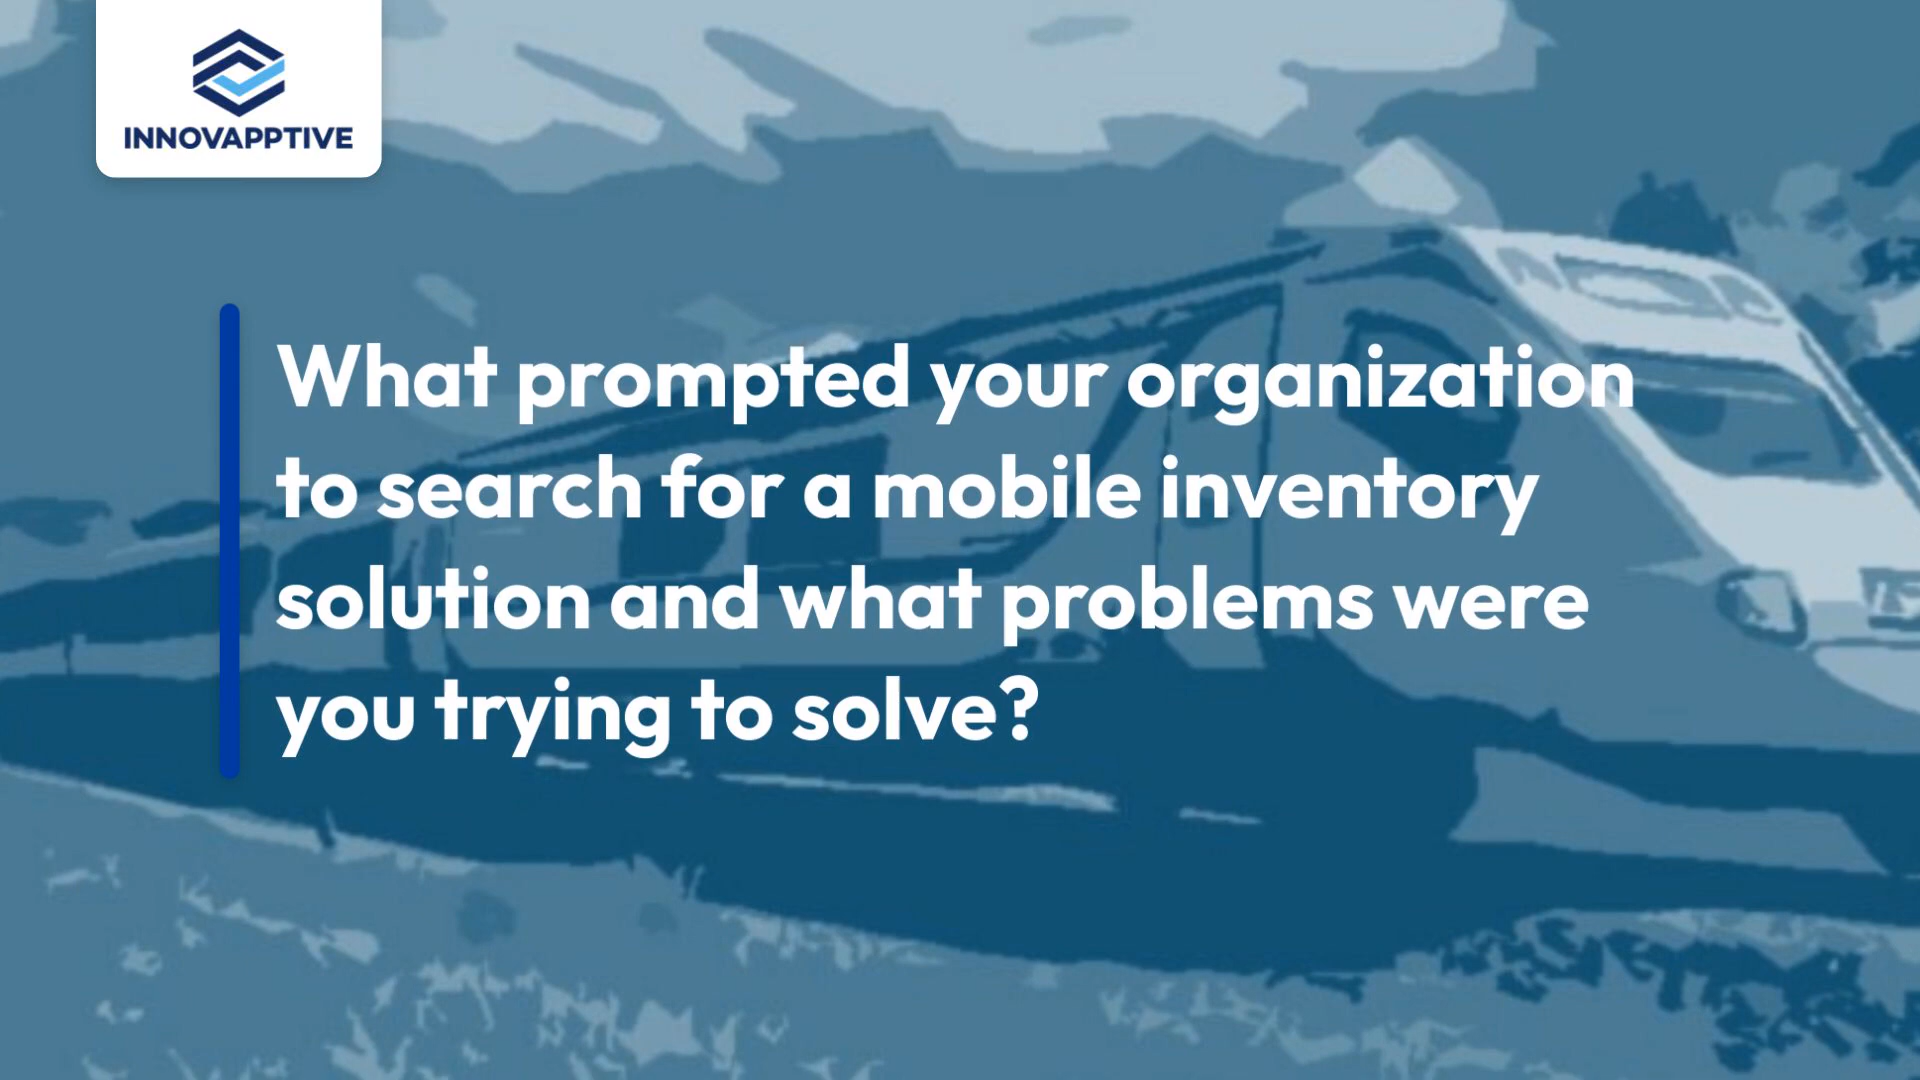 INNOVAPPTIVE
What prompted your organization
to search for a mobile inventory
solution and what problems were
you trying to solve?